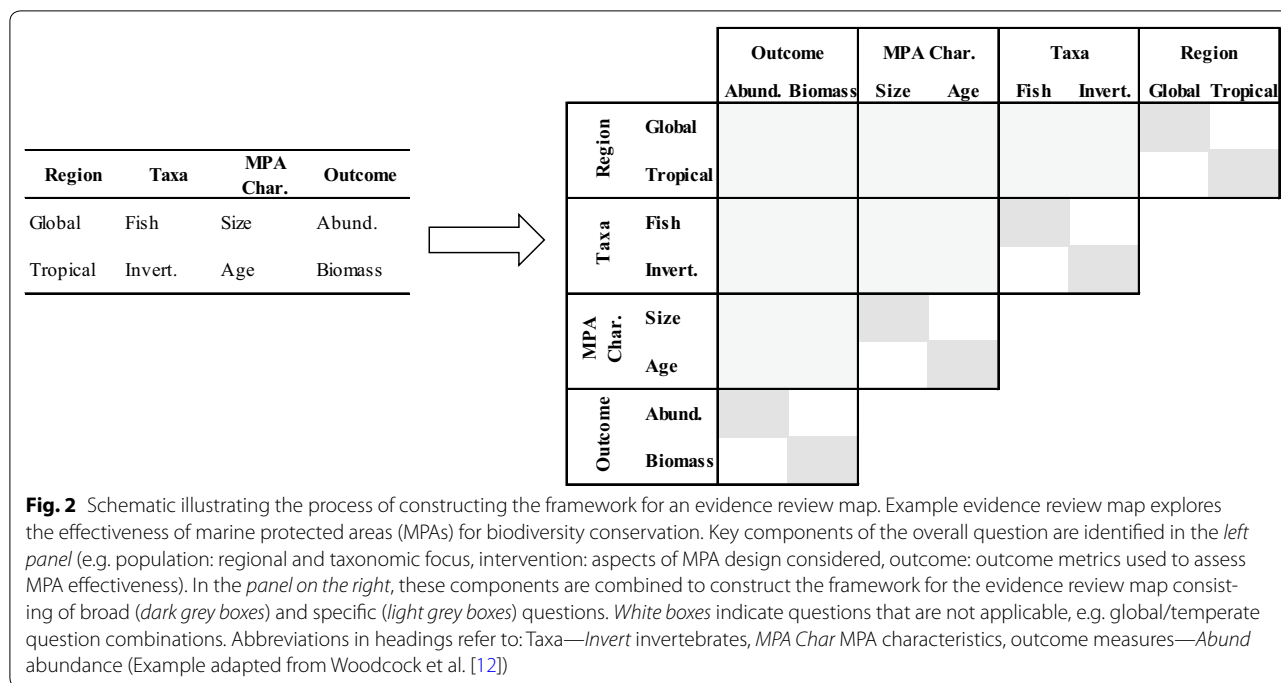 Region Taxa MPA Char. Outcome
Global Fish Size Abund.
Tropical Invert. Age Biomass
Outcome MPA Char. Taxa Region
Abund. Biomass Size Age Fish Invert. Global Tropical
Region
Global
Tropical
Taxa
Fish
Invert.
MPA
Char.
Size
Age
Outcome
Abund.
Biomass
Fig. 2 Schematic illustrating the process of constructing the framework for an evidence review map. Example evidence review map explores
the effectiveness of marine protected areas (MPAs) for biodiversity conservation. Key components of the overall question are identified in the left
panel (e.g. population: regional and taxonomic focus, intervention: aspects of MPA design considered, outcome: outcome metrics used to assess
MPA effectiveness). In the panel on the right, these components are combined to construct the framework for the evidence review map consist-
ing of broad (dark grey boxes) and specific (light grey boxes) questions. White boxes indicate questions that are not applicable, e.g. global/temperate
question combinations. Abbreviations in headings refer to: Taxa—Invert invertebrates, MPA Char MPA characteristics, outcome measures—Abund
abundance (Example adapted from Woodcock et al. [12])